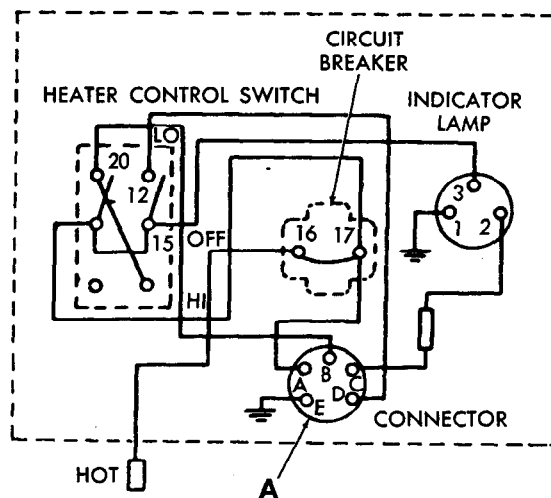 CIRCUIT
BREAKER
HEATER CONTROL SWITCH
INDICATOR
LAMP
LO
20
12
15
OFF
HI
16 17
3
1 2
A B C D E
CONNECTOR
HOT
A